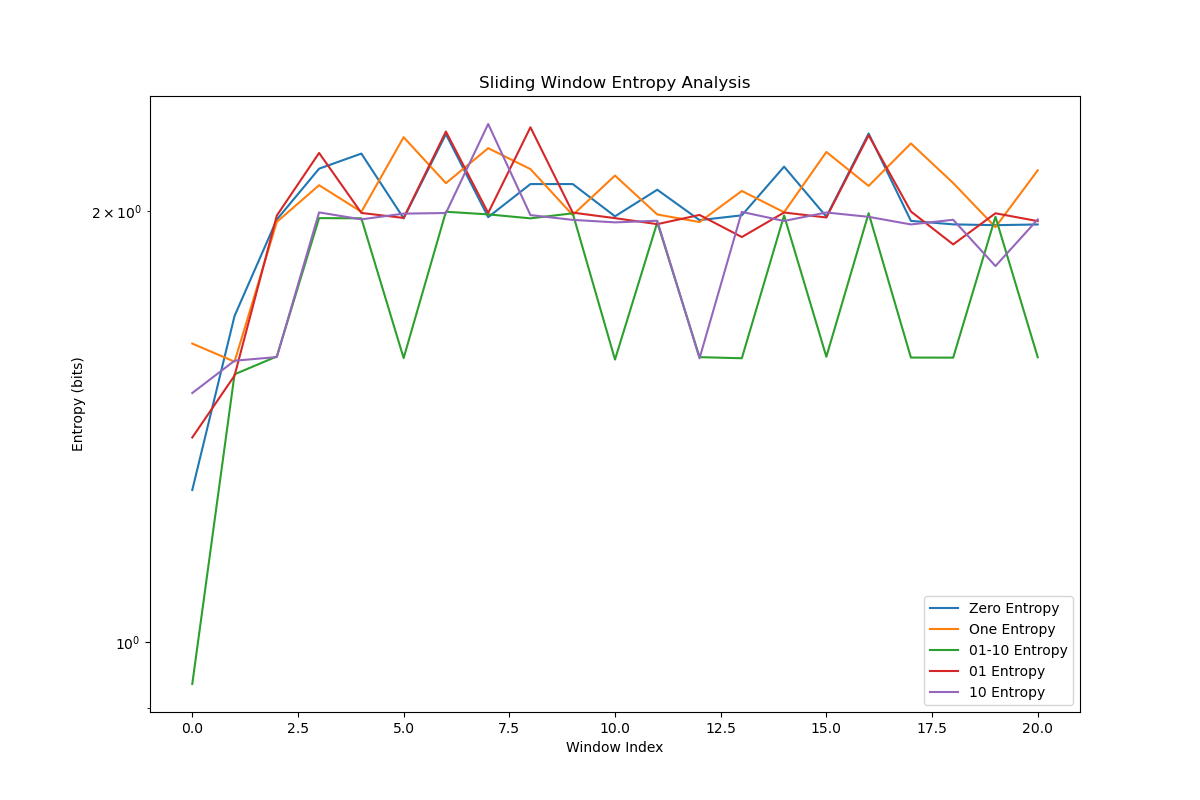 Sliding Window Entropy Analysis
2 × 10⁰
10⁰
Entropy (bits)
0.0 2.5 5.0 7.5 10.0 12.5 15.0 17.5 20.0
Window Index
Zero Entropy
One Entropy
01-10 Entropy
01 Entropy
10 Entropy